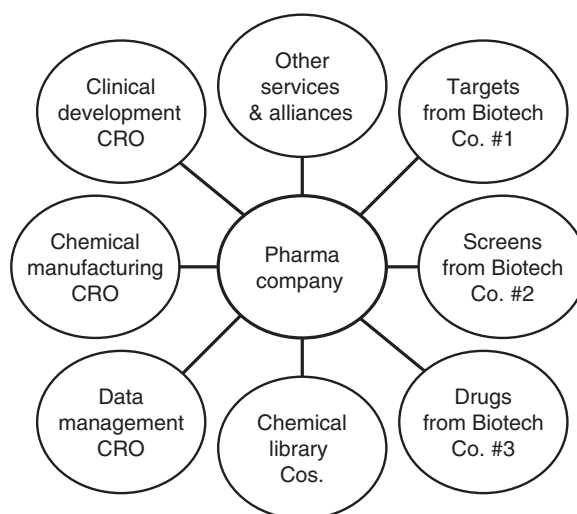 Other
services
& alliances
Clinical
development
CRO
Targets
from Biotech
Co. #1
Chemical
manufacturing
CRO
Pharma
company
Screens
from Biotech
Co. #2
Data
management
CRO
Chemical
library
Cos.
Drugs
from Biotech
Co. #3